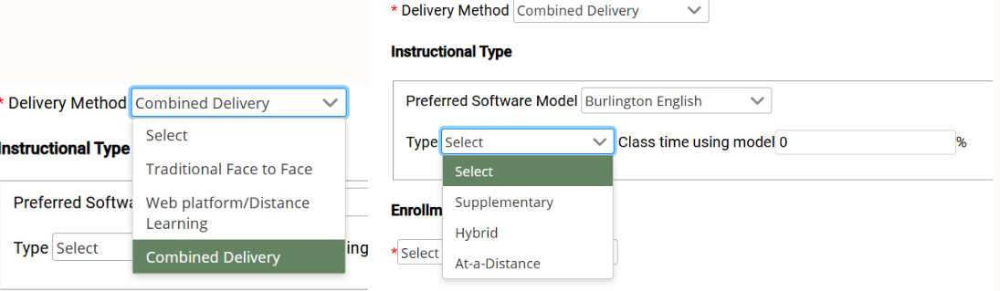 * Delivery Method Combined Delivery
Select
Traditional Face to Face
Web platform/Distance
Learning
Combined Delivery
Instructional Type
Preferred Softwa
Type Select
ing
* Delivery Method Combined Delivery
Instructional Type
Preferred Software Model Burlington English
Type Select Class time using model 0 %
Select
Supplementary
Hybrid
At-a-Distance
Enrollm
* Select